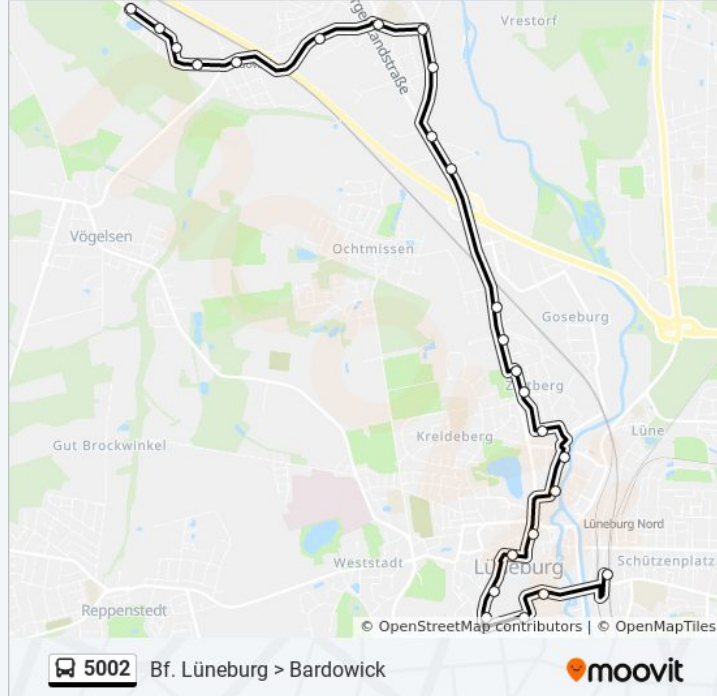 Vrestorf
Landstraße
Vögelsen
Ochtmissen
Goseburg
Kreideberg
Lüne
Gut Brockwinkel
Lüneburg Nord
Weststadt
Lüneburg
Schützenplatz
Reppenstedt
© OpenStreetMap contributors | © OpenMapTiles
5002 Bf. Lüneburg > Bardowick
moovit